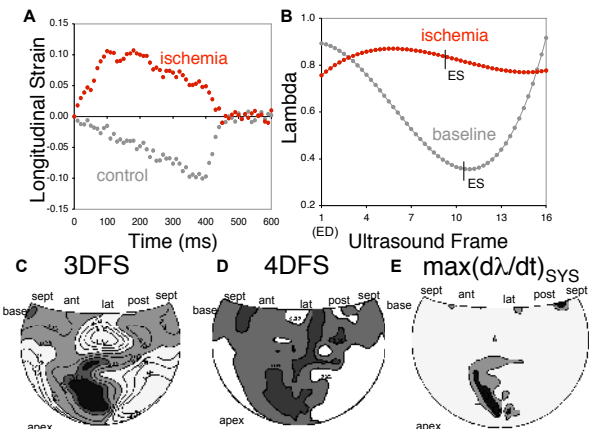 A
ischemia
control
Longitudinal Strain
0.15
0.10
0.05
0.00
-0.05
-0.10
-0.15
0 100 200 300 400 500 600
Time (ms)
B
ischemia
ES
baseline
ES
Lambda
1.0
0.8
0.6
0.4
0.2
1 4 7 10 13 16
(ED) Ultrasound Frame
C 3DFS
sept ant lat post sept
base
apex
D 4DFS
sept ant lat post sept
base
apex
E max(dλ/dt)SYS
sept ant lat post sept
base
apex